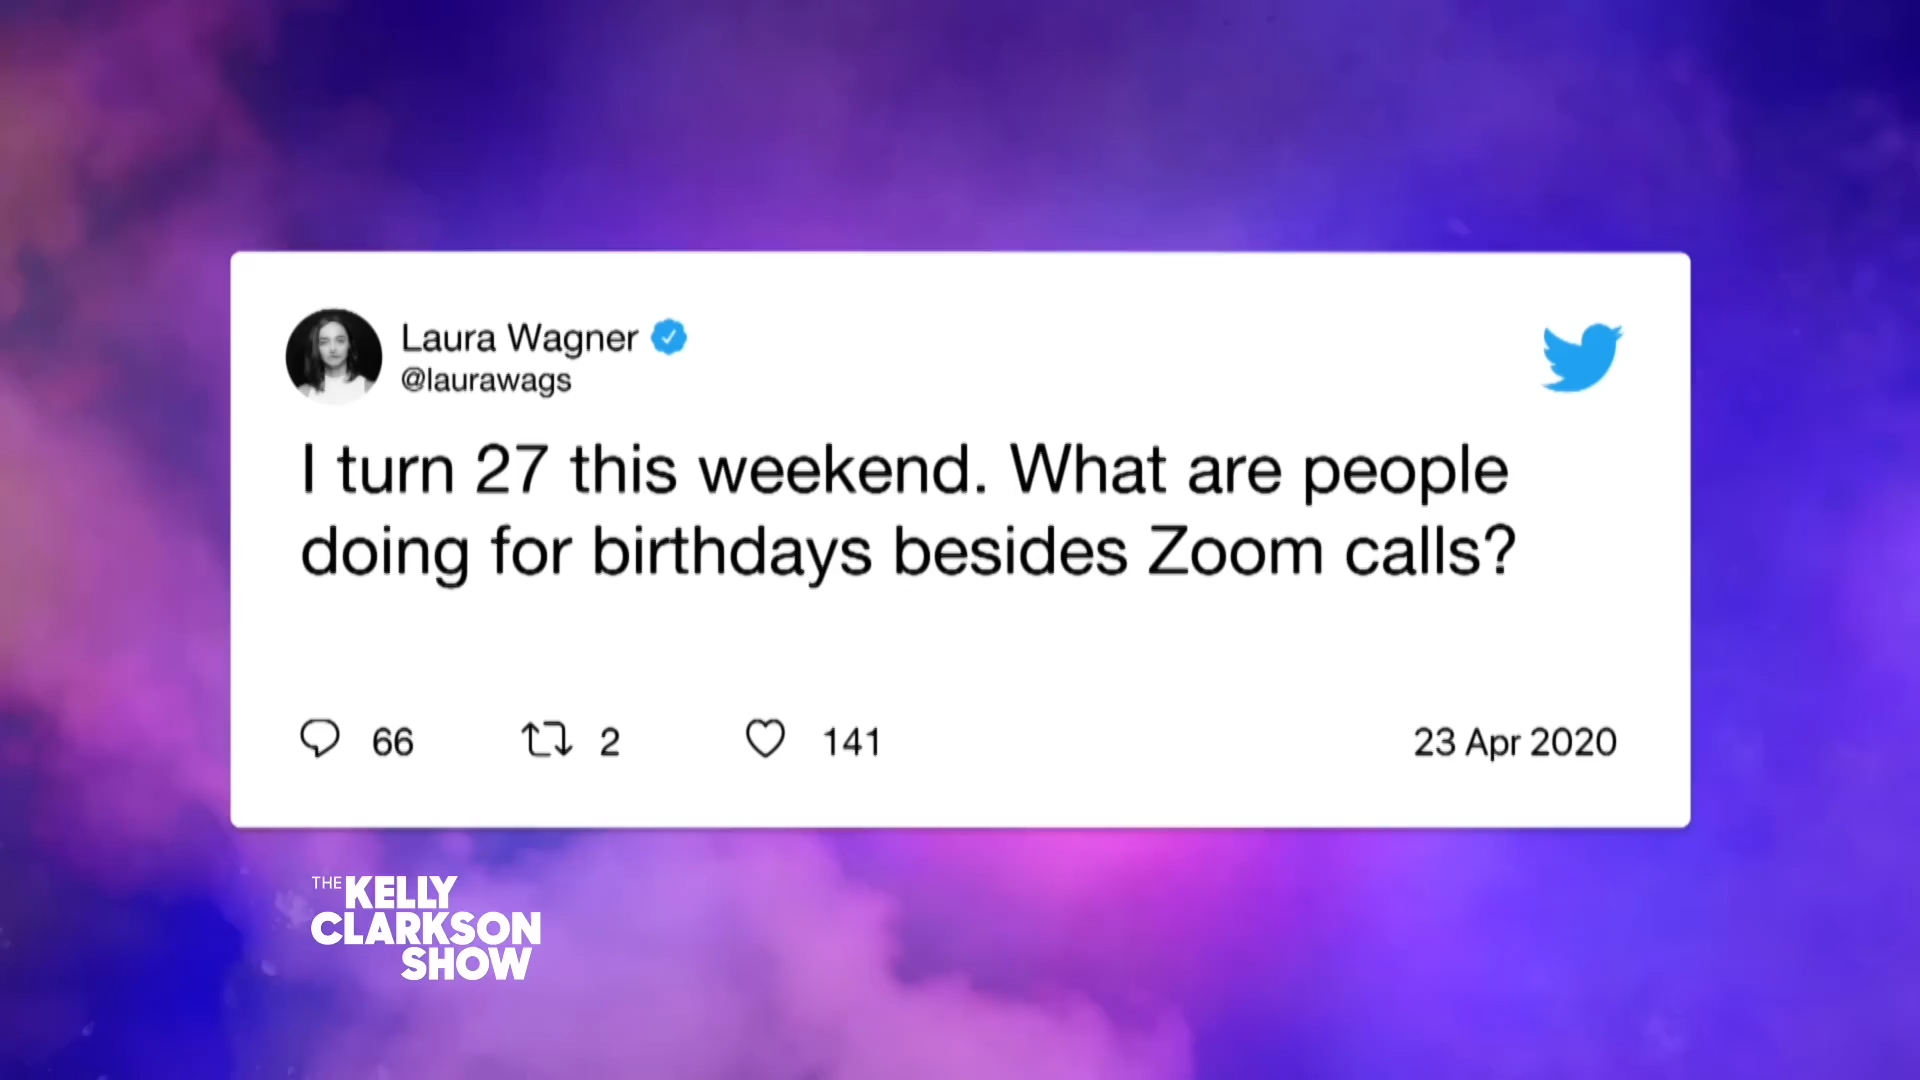 Laura Wagner
@laurawags
I turn 27 this weekend. What are people
doing for birthdays besides Zoom calls?
66 2 141 23 Apr 2020
THE KELLY
CLARKSON
SHOW